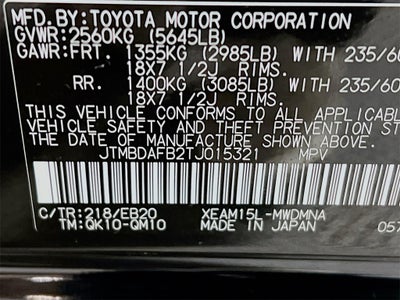 MFD.BY:TOYOTA MOTOR CORPORATION
GVWR:2560KG (5645LB)
GAWR:FRT 1355KG (2985LB) WITH 235/60
18X7 1/2J RIMS.
RR. 1400KG (3085LB) WITH 235/60
18X7 1/2J RIMS.
THIS VEHICLE CONFORMS TO ALL APPLICABLE
SAFETY, BUMPER, AND THEFT PREVENTION
THE DATE OF MANUFACTURE SHOWN ABOVE.
JTMBDAFB2TJ015321 MPV
C/TR:218/EB20 XEAM15L-MWDMNA
TM:QK10-QM10 MADE IN JAPAN 057